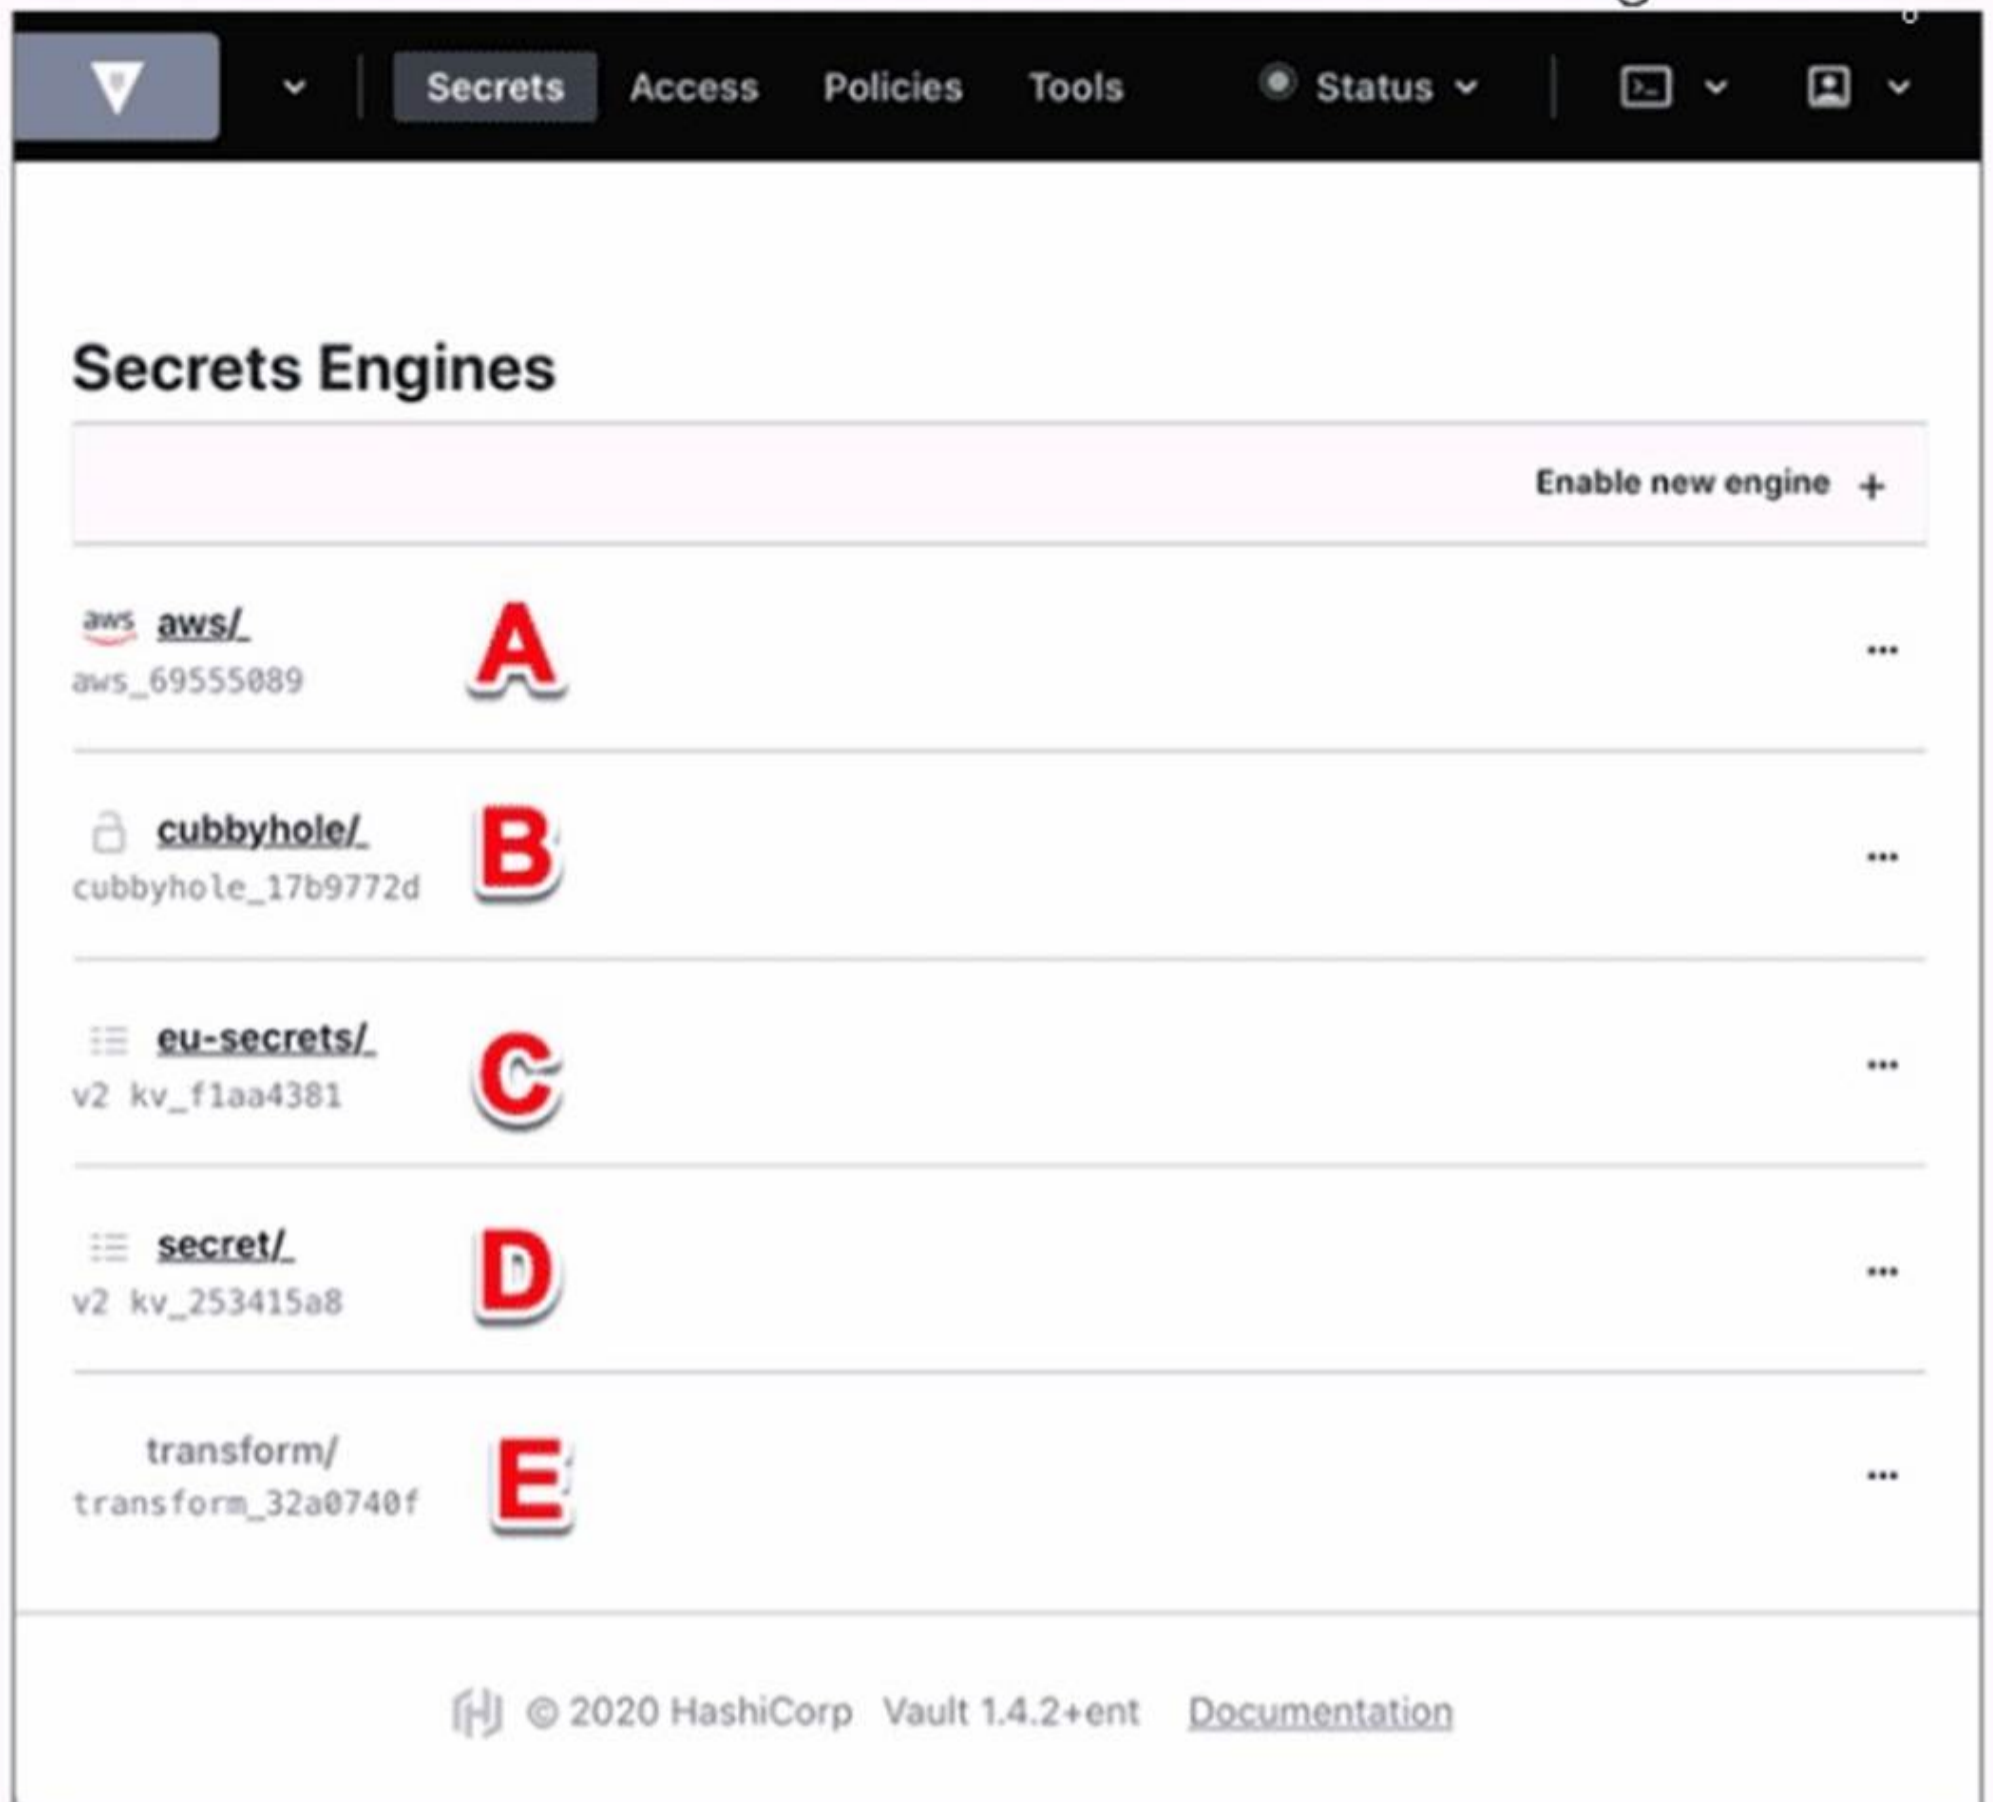 Secrets Access Policies Tools Status
Secrets Engines
Enable new engine +
aws aws/
aws_69555089
A
cubbyhole/
cubbyhole_17b9772d
B
eu-secrets/
v2 kv_f1aa4381
C
secret/
v2 kv_253415a8
D
transform/
transform_32a0740f
E
© 2020 HashiCorp Vault 1.4.2+ent Documentation